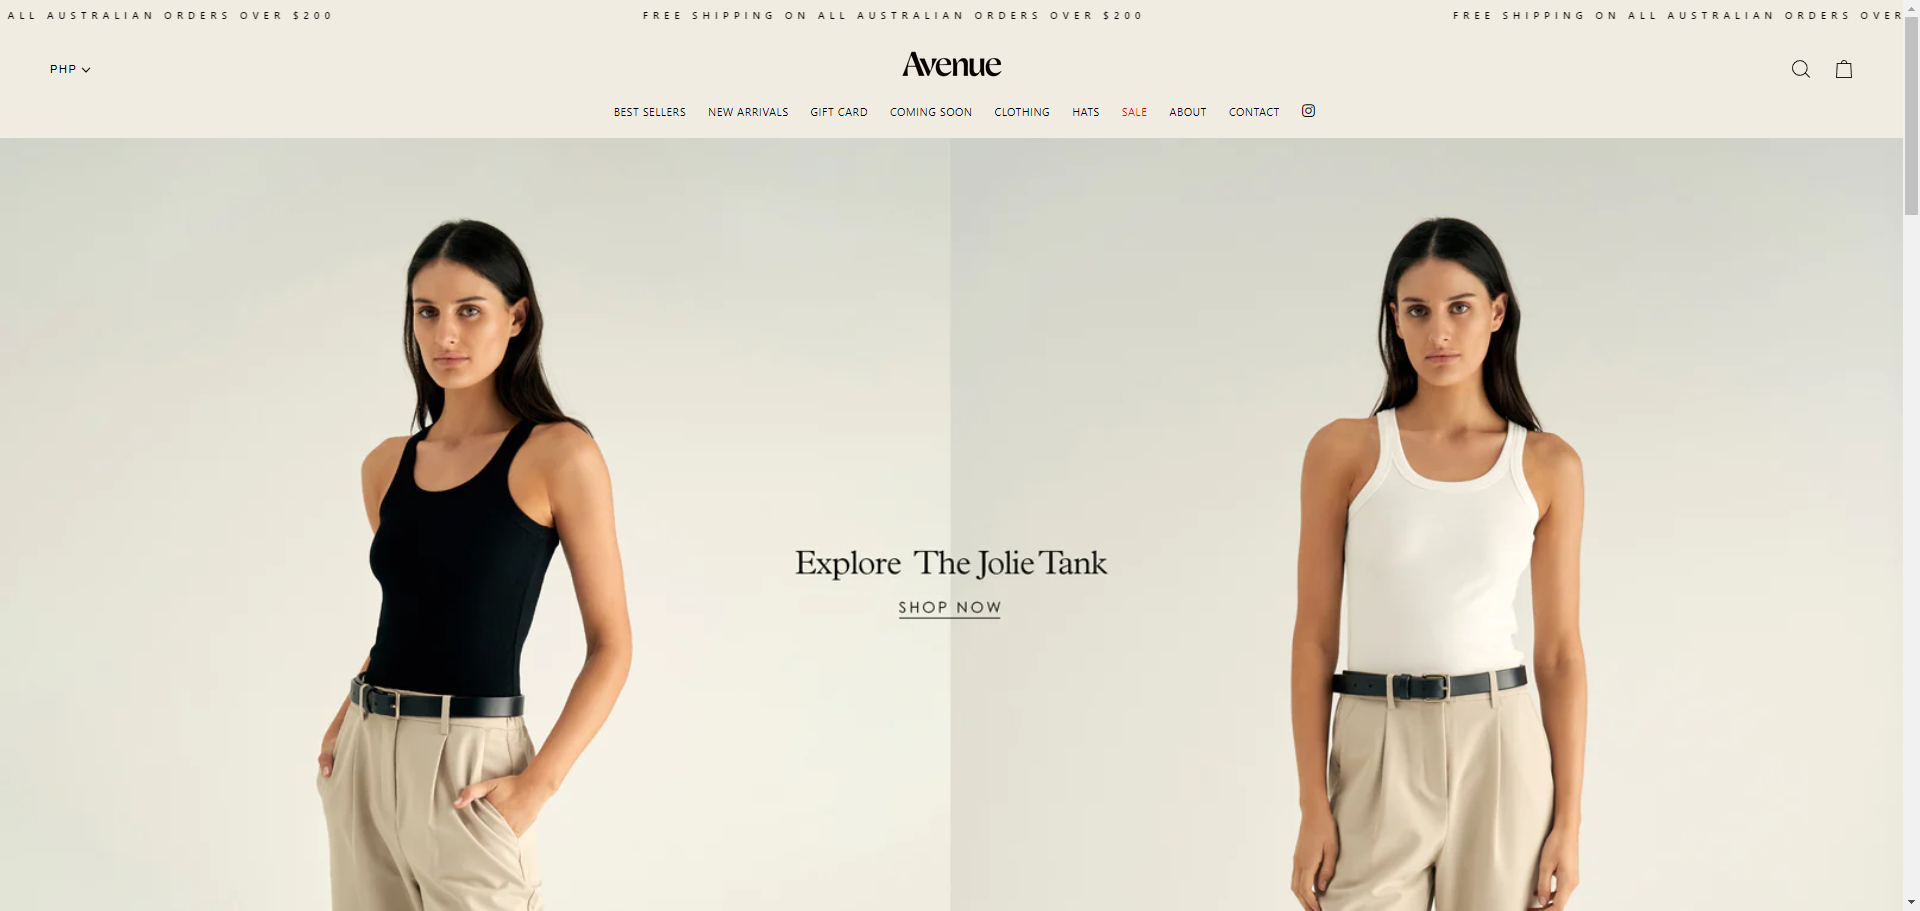 ALL AUSTRALIAN ORDERS OVER $200
FREE SHIPPING ON ALL AUSTRALIAN ORDERS OVER $200
FREE SHIPPING ON ALL AUSTRALIAN ORDERS OVER
PHP
Avenue
BEST SELLERS NEW ARRIVALS GIFT CARD COMING SOON CLOTHING HATS SALE ABOUT CONTACT
Explore The Jolie Tank
SHOP NOW